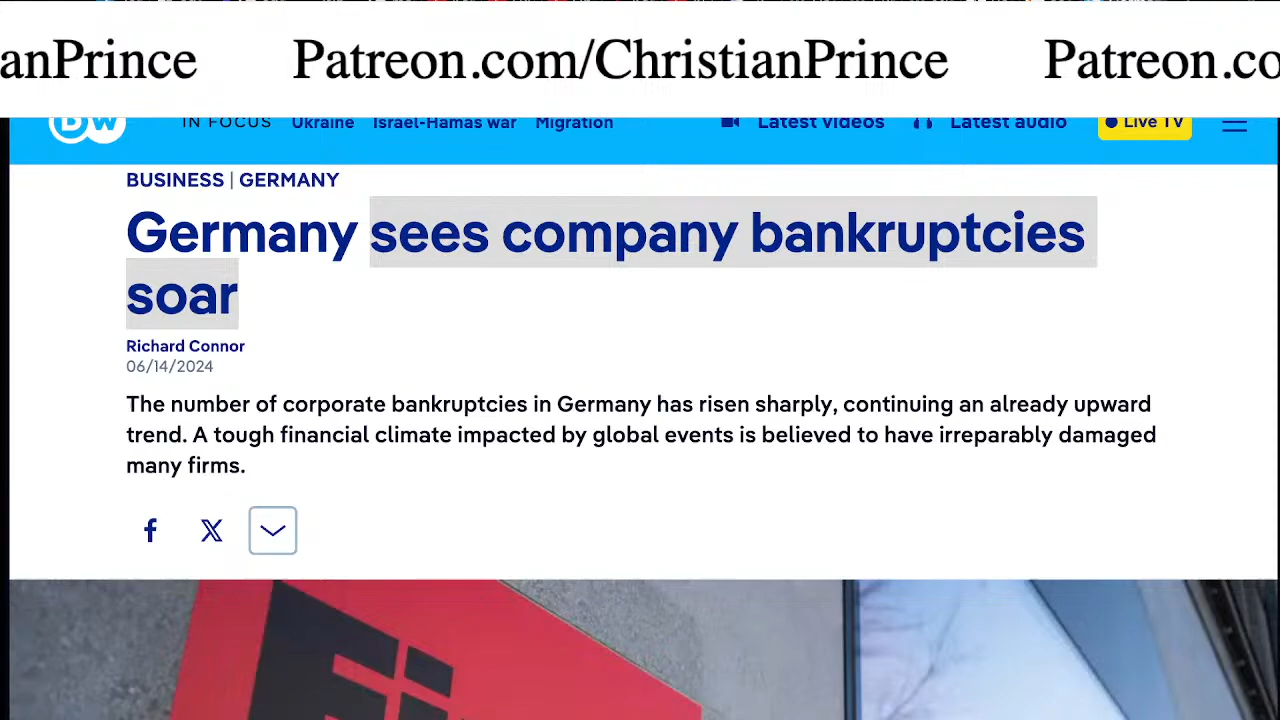 anPrince Patreon.com/ChristianPrince Patreon.co
DW IN FOCUS Ukraine Israel-Hamas war Migration Latest videos Latest audio Live TV
BUSINESS | GERMANY
Germany sees company bankruptcies
soar
Richard Connor
06/14/2024
The number of corporate bankruptcies in Germany has risen sharply, continuing an already upward
trend. A tough financial climate impacted by global events is believed to have irreparably damaged
many firms.